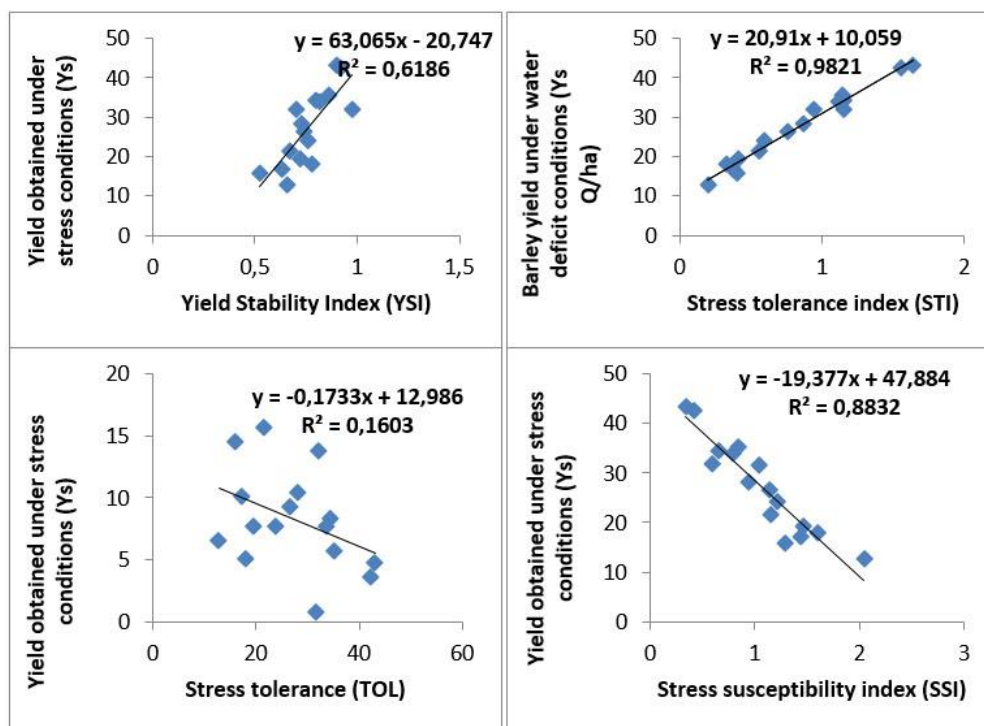 y = 63,065x - 20,747
R² = 0,6186
50
40
30
20
10
0
0
0,5
1
1,5
Yield obtained under
stress conditions (Ys)
Yield Stability Index (YSI)
y = 20,91x + 10,059
R² = 0,9821
50
40
30
20
10
0
0
1
2
Barley yield under water
deficit conditions (Ys
Q/ha)
Stress tolerance index (STI)
y = -0,1733x + 12,986
R² = 0,1603
20
15
10
5
0
0
20
40
60
Yield obtained under stress
conditions (Ys)
Stress tolerance (TOL)
y = -19,377x + 47,884
R² = 0,8832
50
40
30
20
10
0
0
1
2
3
Yield obtained under stress
conditions (Ys)
Stress susceptibility index (SSI)